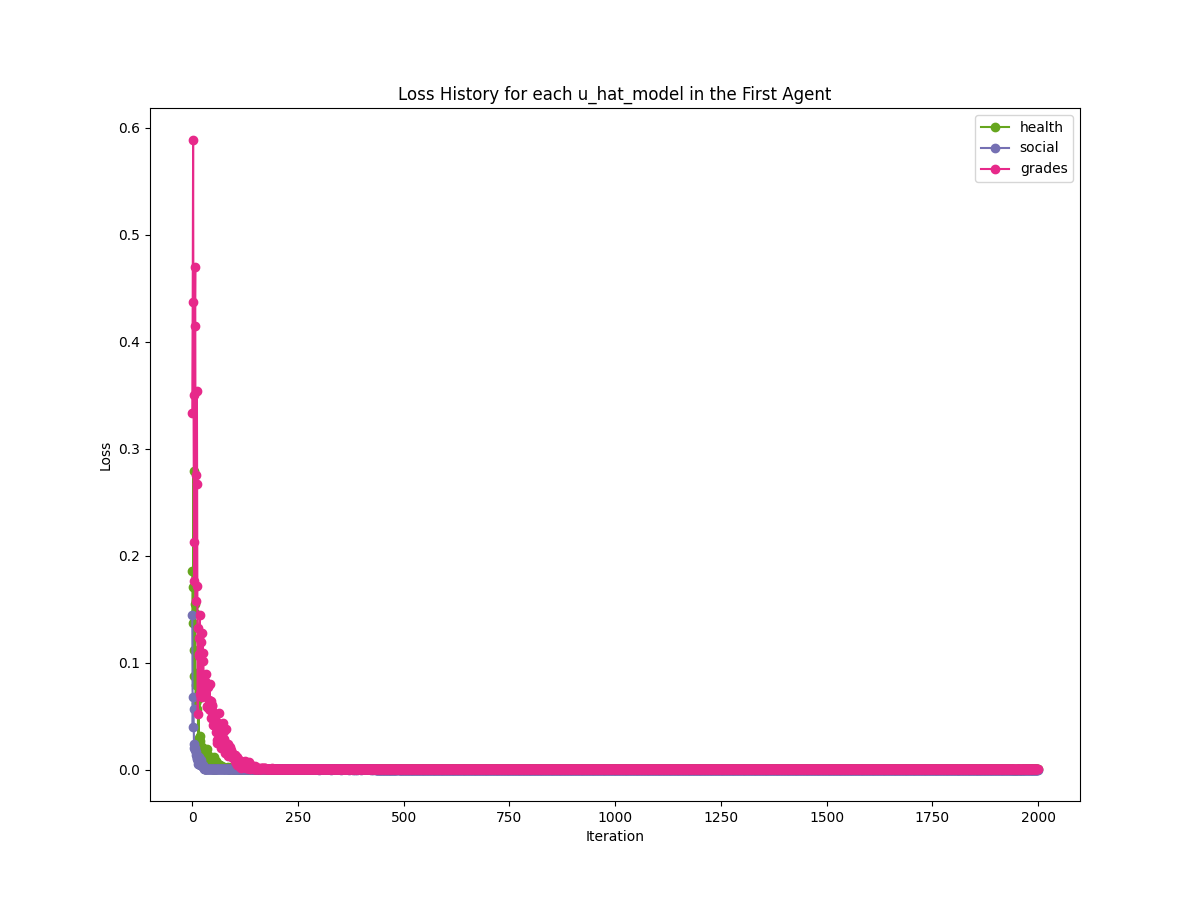 Loss History for each u_hat_model in the First Agent
health
social
grades
0.6
0.5
0.4
0.3
0.2
0.1
0.0
Loss
0 250 500 750 1000 1250 1500 1750 2000
Iteration